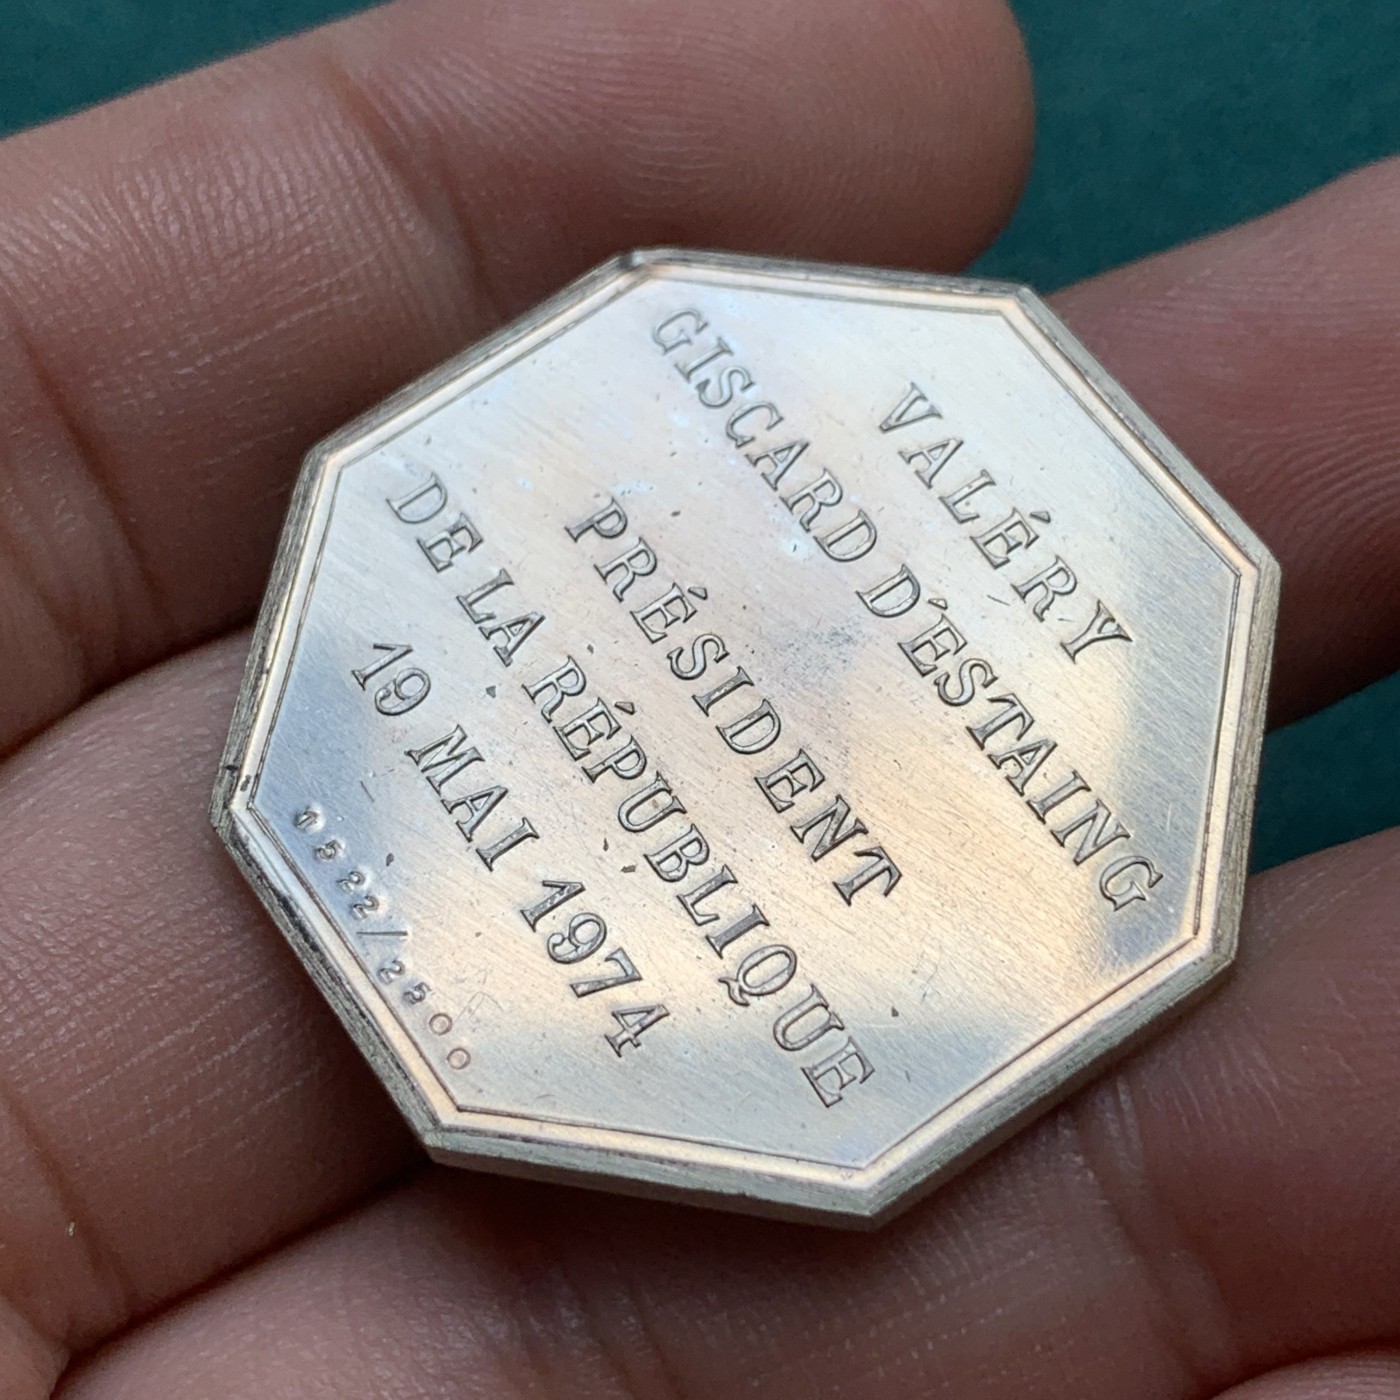 VALÉRY
GISCARD D'ESTAING
PRÉSIDENT
DE LA RÉPUBLIQUE
19 MAI 1974
1522/2500